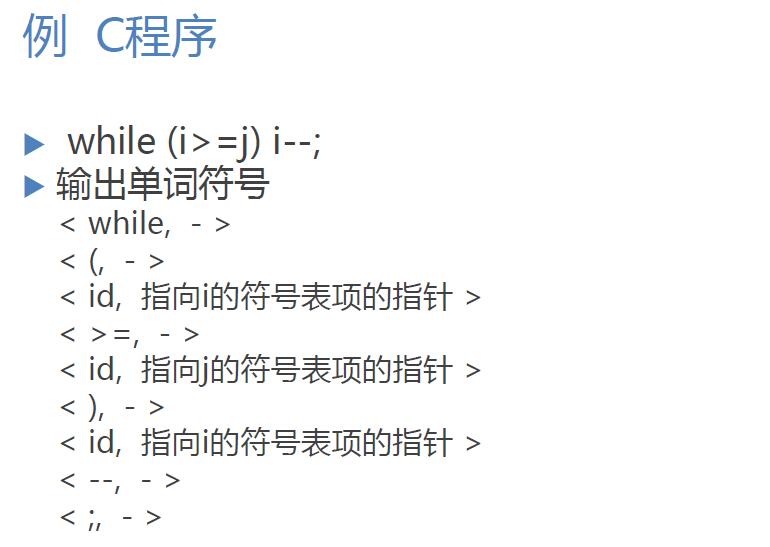 例 C程序
while (i>=j) i--;
输出单词符号
< while, - >
< (, - >
< id, 指向i的符号表项的指针 >
< >=, - >
< id, 指向j的符号表项的指针 >
< ), - >
< id, 指向i的符号表项的指针 >
< --, - >
< ;, - >